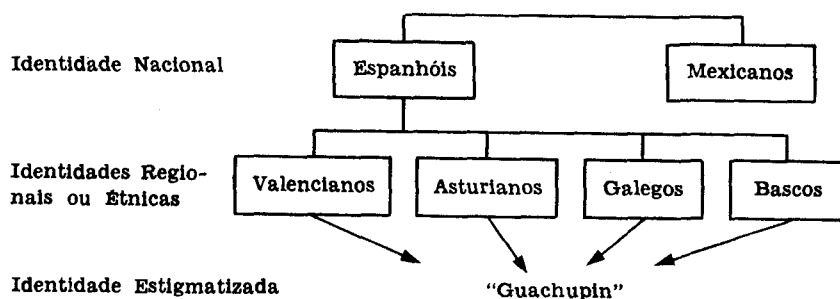 Identidade Nacional
Espanhóis
Mexicanos
Identidades Regio-
nais ou Étnicas
Valencianos
Asturianos
Galegos
Bascos
Identidade Estigmatizada
“Guachupin”